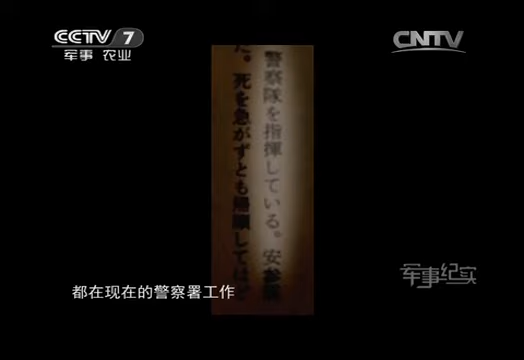 CCTV 7
军事 农业
CNTV
警察隊を指揮している。安参
た。死を急がずとも帰順してはど
军事纪实
都在现在的警察署工作